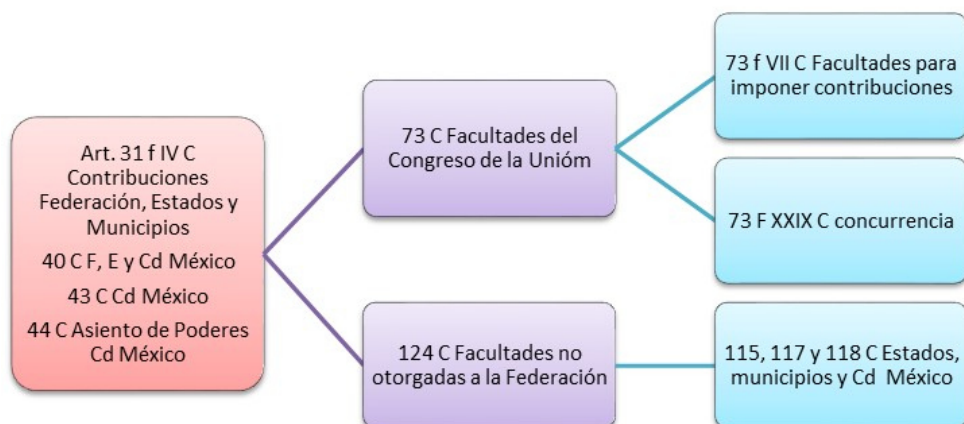 Art. 31 f IV C
Contribuciones
Federación, Estados y
Municipios
40 C F, E y Cd México
43 C Cd México
44 C Asiento de Poderes
Cd México
73 C Facultades del
Congreso de la Unióm
124 C Facultades no
otorgadas a la Federación
73 f VII C Facultades para
imponer contribuciones
73 F XXIX C concurrencia
115, 117 y 118 C Estados,
municipios y Cd México